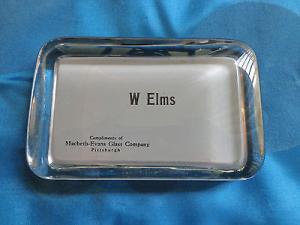 W Elms
Compliments of
Macbeth-Evans Glass Company
Pittsburgh